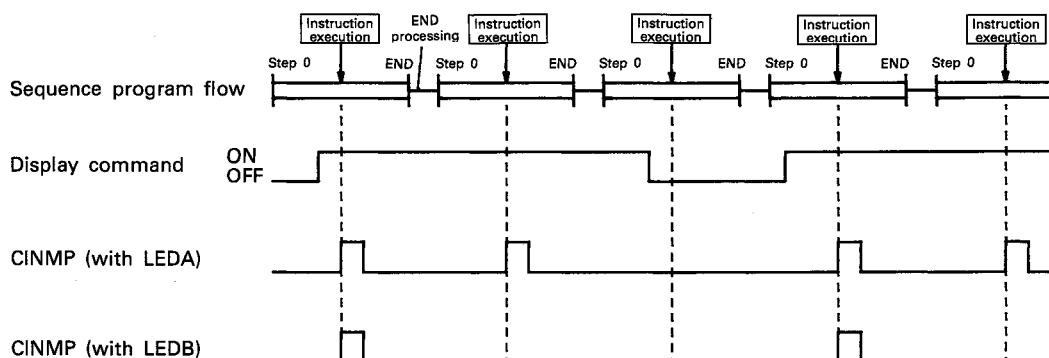 Instruction execution
END processing
Instruction execution
Instruction execution
Instruction execution
Instruction execution
Step 0 END Step 0 END Step 0 END Step 0 END Step 0
Sequence program flow
Display command ON
OFF
CINMP (with LEDA)
CINMP (with LEDB)